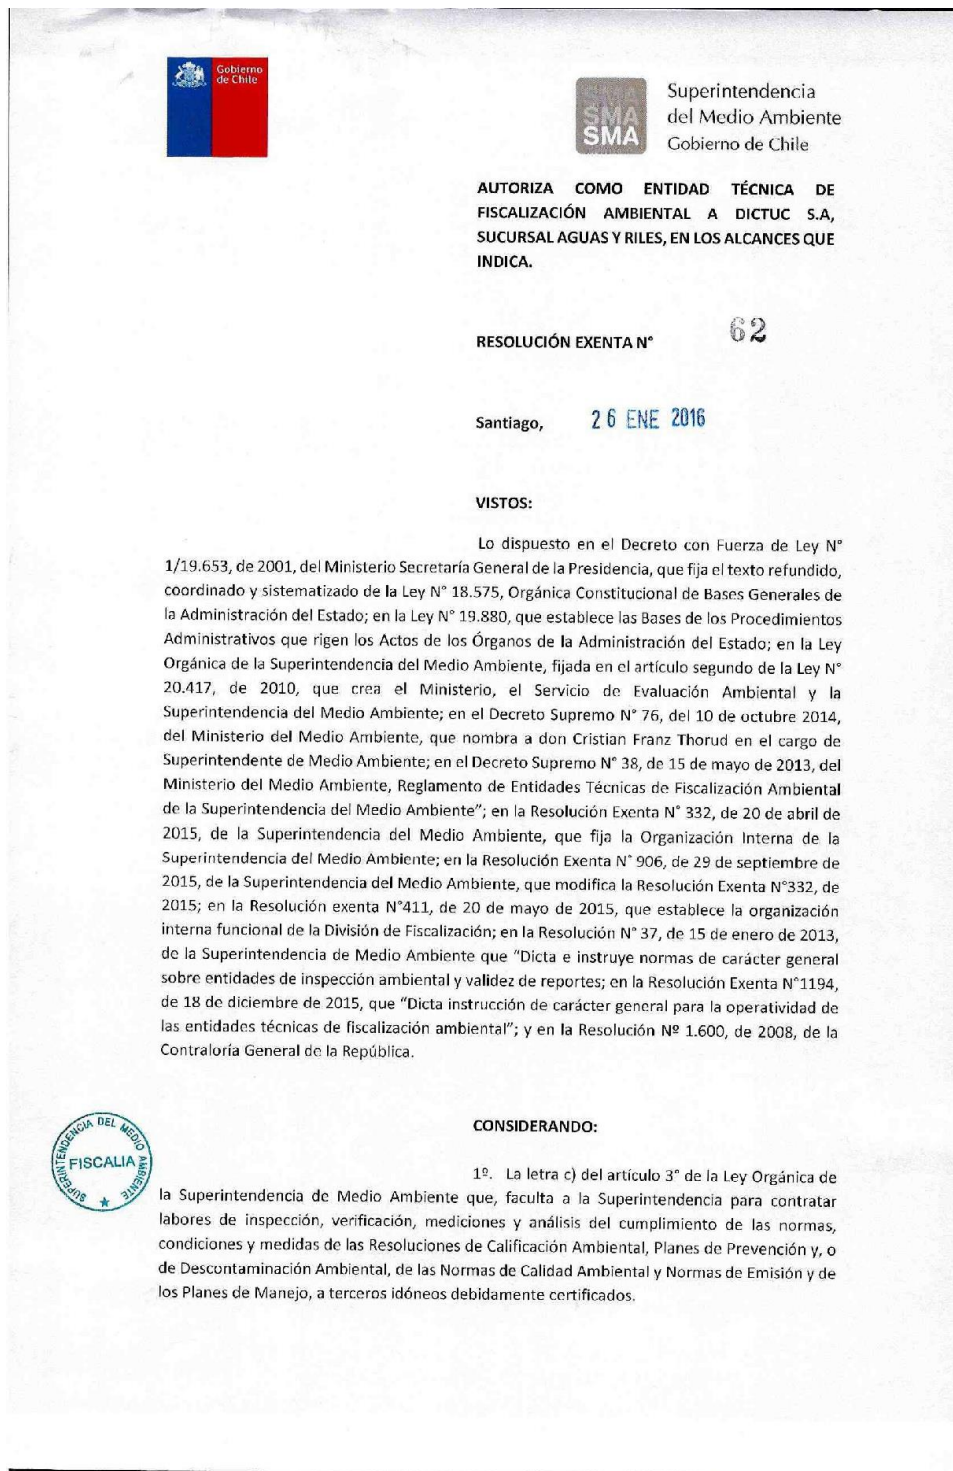 Gobierno
de Chile
SMA
SMA
SMA
Superintendencia
del Medio Ambiente
Gobierno de Chile
AUTORIZA COMO ENTIDAD TÉCNICA DE
FISCALIZACIÓN AMBIENTAL A DICTUC S.A,
SUCURSAL AGUAS Y RILES, EN LOS ALCANCES QUE
INDICA.
RESOLUCIÓN EXENTA N° 62
Santiago, 26 ENE 2016
VISTOS:
Lo dispuesto en el Decreto con Fuerza de Ley N°
1/19.653, de 2001, del Ministerio Secretaría General de la Presidencia, que fija el texto refundido,
coordinado y sistematizado de la Ley N° 18.575, Orgánica Constitucional de Bases Generales de
la Administración del Estado; en la Ley N° 19.880, que establece las Bases de los Procedimientos
Administrativos que rigen los Actos de los Órganos de la Administración del Estado; en la Ley
Orgánica de la Superintendencia del Medio Ambiente, fijada en el artículo segundo de la Ley N°
20.417, de 2010, que crea el Ministerio, el Servicio de Evaluación Ambiental y la
Superintendencia del Medio Ambiente; en el Decreto Supremo N° 76, del 10 de octubre 2014,
del Ministerio del Medio Ambiente, que nombra a don Cristian Franz Thorud en el cargo de
Superintendente de Medio Ambiente; en el Decreto Supremo N° 38, de 15 de mayo de 2013, del
Ministerio del Medio Ambiente, Reglamento de Entidades Técnicas de Fiscalización Ambiental
de la Superintendencia del Medio Ambiente"; en la Resolución Exenta N° 332, de 20 de abril de
2015, de la Superintendencia del Medio Ambiente, que fija la Organización Interna de la
Superintendencia del Medio Ambiente; en la Resolución Exenta N° 906, de 29 de septiembre de
2015, de la Superintendencia del Medio Ambiente, que modifica la Resolución Exenta N°332, de
2015; en la Resolución exenta N°411, de 20 de mayo de 2015, que establece la organización
interna funcional de la División de Fiscalización; en la Resolución N° 37, de 15 de enero de 2013,
de la Superintendencia de Medio Ambiente que "Dicta e instruye normas de carácter general
sobre entidades de inspección ambiental y validez de reportes; en la Resolución Exenta N°1194,
de 18 de diciembre de 2015, que "Dicta instrucción de carácter general para la operatividad de
las entidades técnicas de fiscalización ambiental"; y en la Resolución Nº 1.600, de 2008, de la
Contraloría General de la República.
CONSIDERANDO:
SUPERINTENDENCIA DEL MEDIO AMBIENTE
FISCALIA
1º. La letra c) del artículo 3° de la Ley Orgánica de
la Superintendencia de Medio Ambiente que, faculta a la Superintendencia para contratar
labores de inspección, verificación, mediciones y análisis del cumplimiento de las normas,
condiciones y medidas de las Resoluciones de Calificación Ambiental, Planes de Prevención y, o
de Descontaminación Ambiental, de las Normas de Calidad Ambiental y Normas de Emisión y de
los Planes de Manejo, a terceros idóneos debidamente certificados.